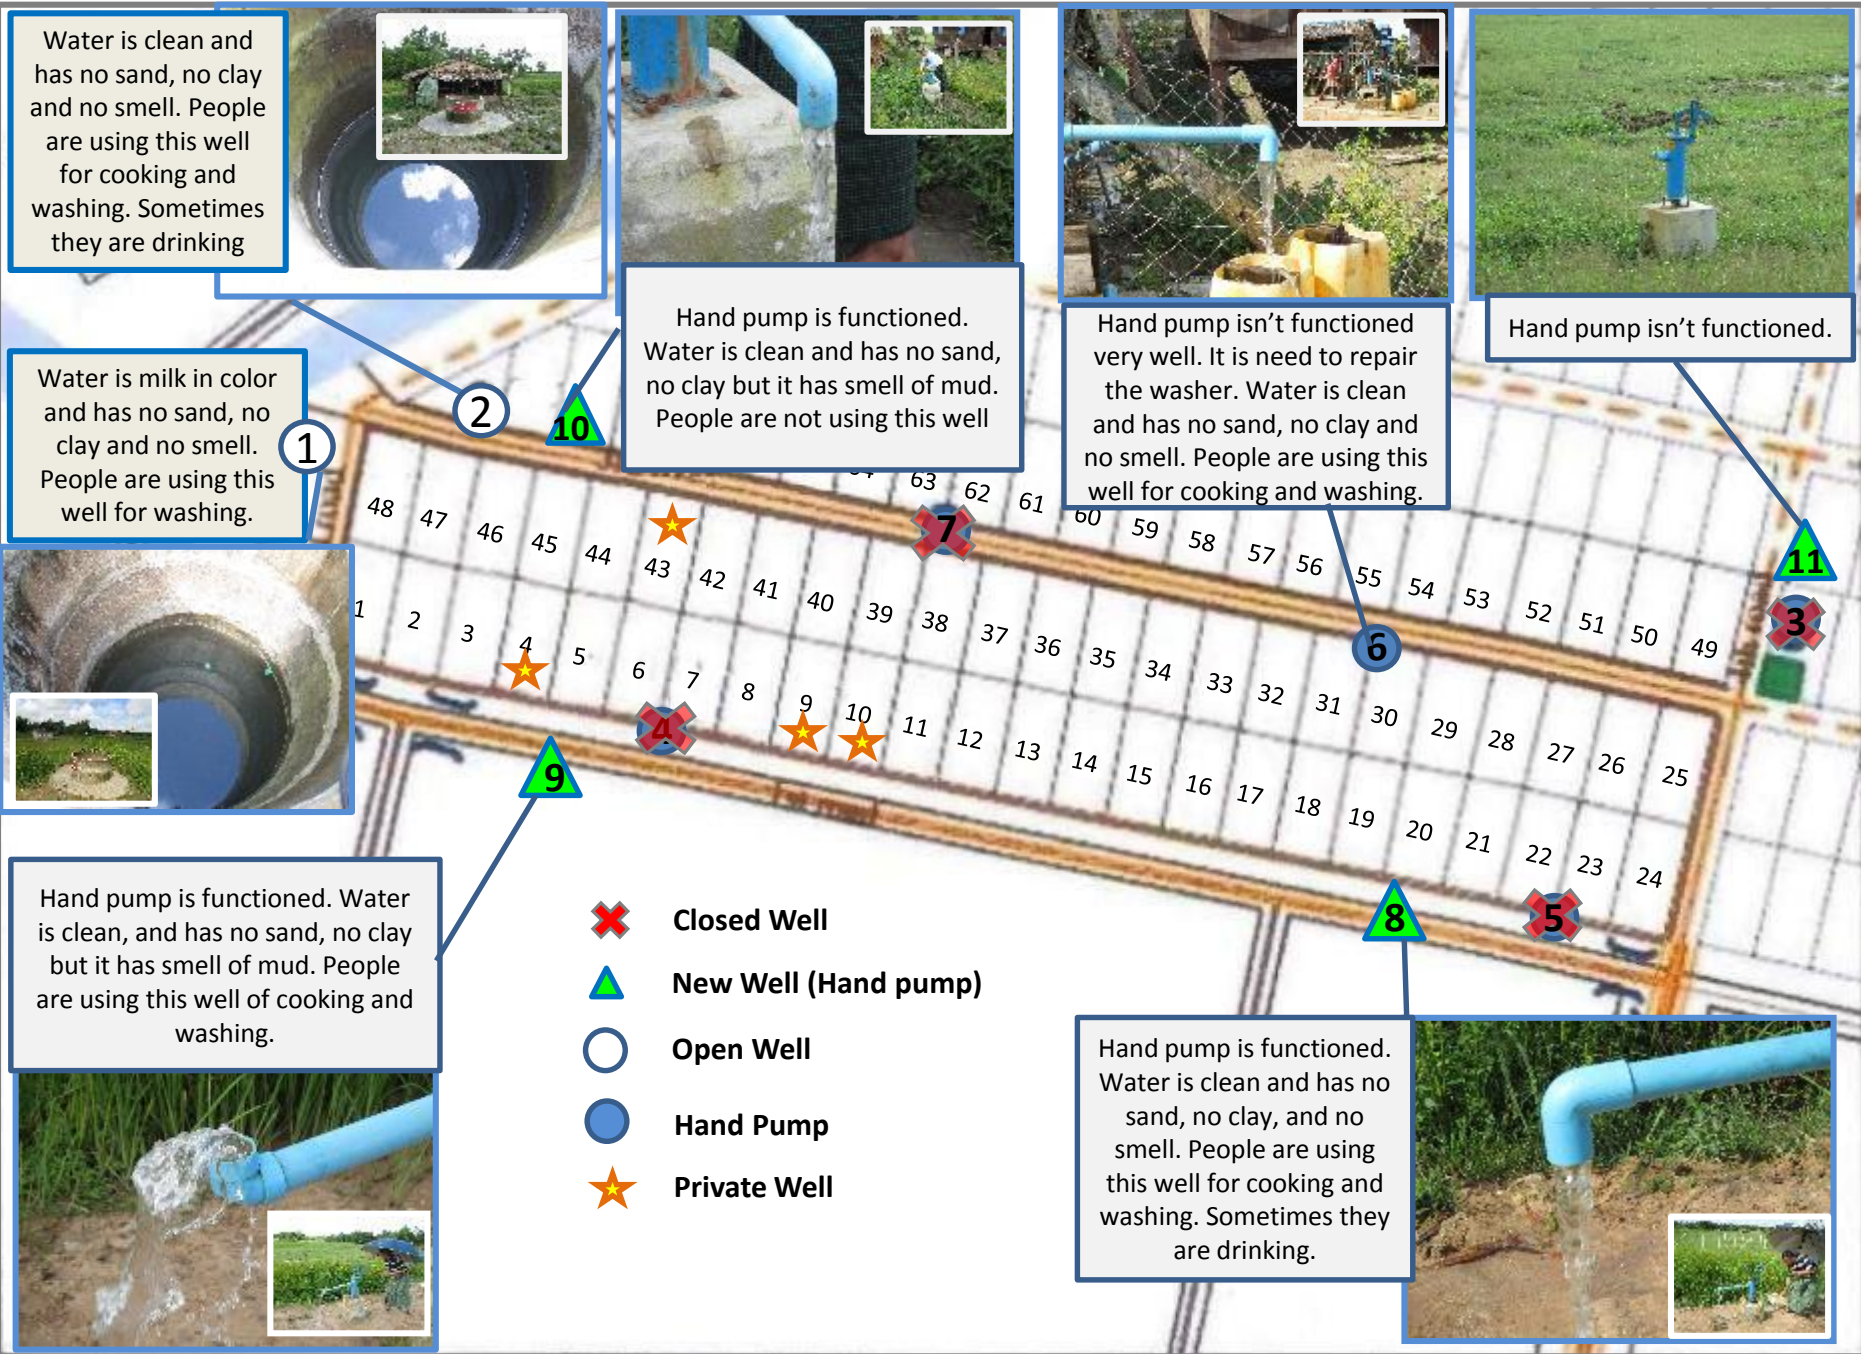 Water is clean and
has no sand, no clay
and no smell. People
are using this well
for cooking and
washing. Sometimes
they are drinking
Hand pump is functioned.
Water is clean and has no sand,
no clay but it has smell of mud.
People are not using this well
Hand pump isn't functioned
very well. It is need to repair
the washer. Water is clean
and has no sand, no clay and
no smell. People are using this
well for cooking and washing.
Hand pump isn't functioned.
Water is milk in color
and has no sand, no
clay and no smell.
People are using this
well for washing.
1
2
10
7
6
11
3
63 62 61 60 59 58 57 56 55 54 53 52 51 50 49
48 47 46 45 44 43 42 41 40 39 38 37 36 35 34 33 32 31 30 29 28 27 26 25
1 2 3 4 5 6 7 8 9 10 11 12 13 14 15 16 17 18 19 20 21 22 23 24
4
9
8
5
Hand pump is functioned. Water
is clean, and has no sand, no clay
but it has smell of mud. People
are using this well of cooking and
washing.
Closed Well
New Well (Hand pump)
Open Well
Hand Pump
Private Well
Hand pump is functioned.
Water is clean and has no
sand, no clay, and no
smell. People are using
this well for cooking and
washing. Sometimes they
are drinking.